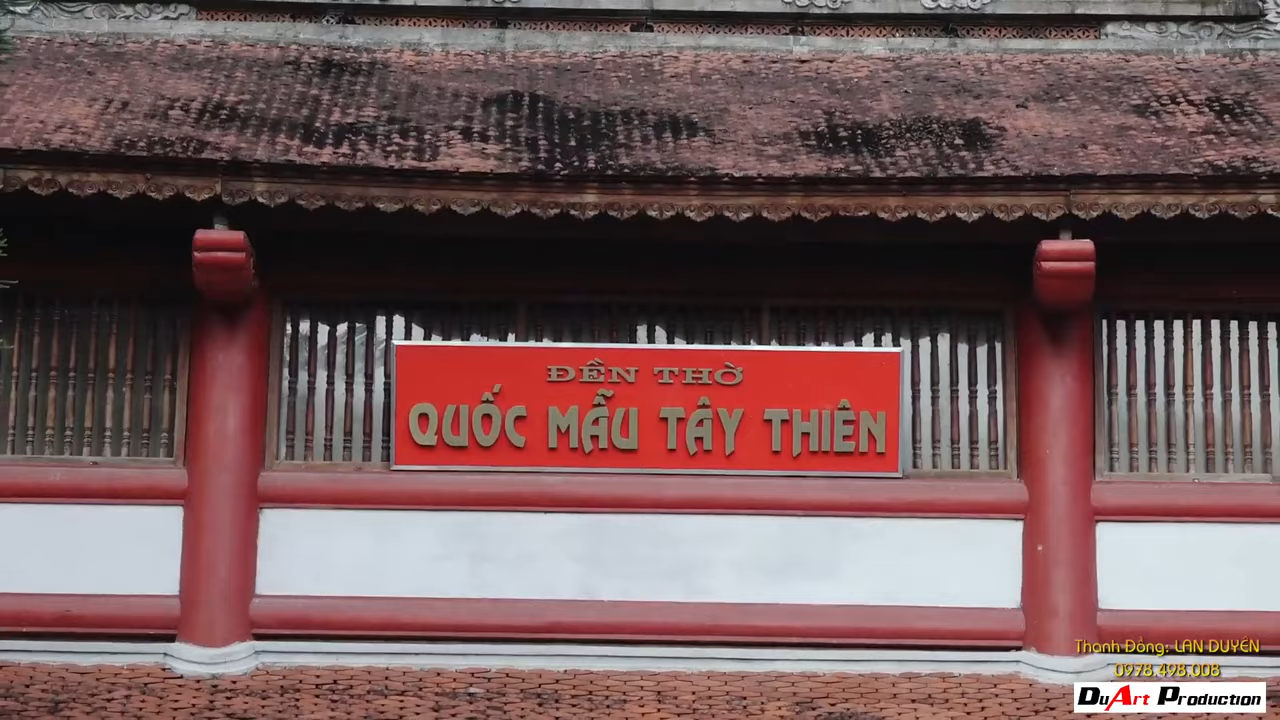 ĐỀN THỜ
QUỐC MẪU TÂY THIÊN
Thanh Đồng: LAN DUYÊN
0978.498.008
DuArt Production